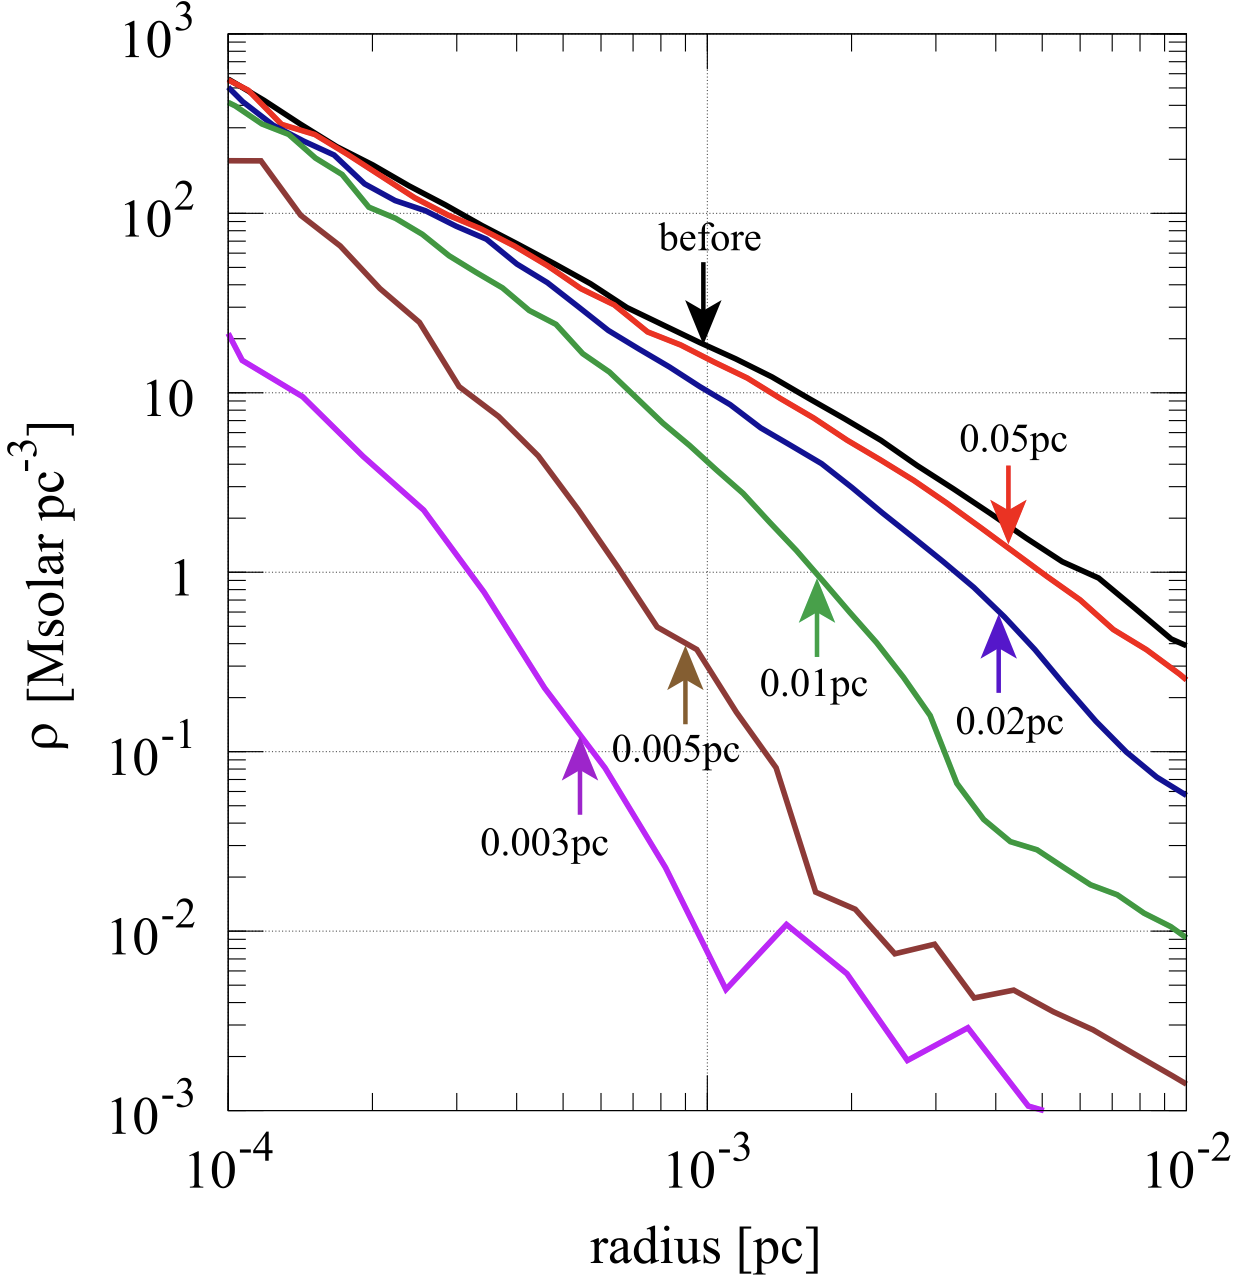 10^3
10^2
10
1
10^-1
10^-2
10^-3
ρ [Msolar pc^-3]
before
0.05pc
0.01pc
0.02pc
0.005pc
0.003pc
10^-4 10^-3 10^-2
radius [pc]